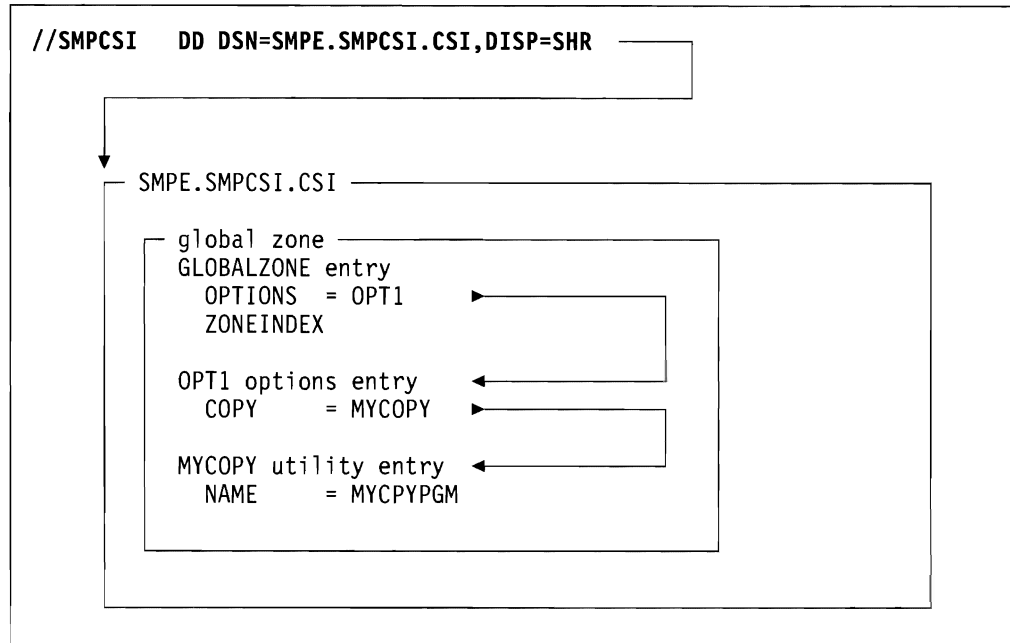 //SMPCSI   DD DSN=SMPE.SMPCSI.CSI,DISP=SHR
SMPE.SMPCSI.CSI
global zone
GLOBALZONE entry
OPTIONS  = OPT1
ZONEINDEX
OPT1 options entry
COPY     = MYCOPY
MYCOPY utility entry
NAME     = MYCPYPGM